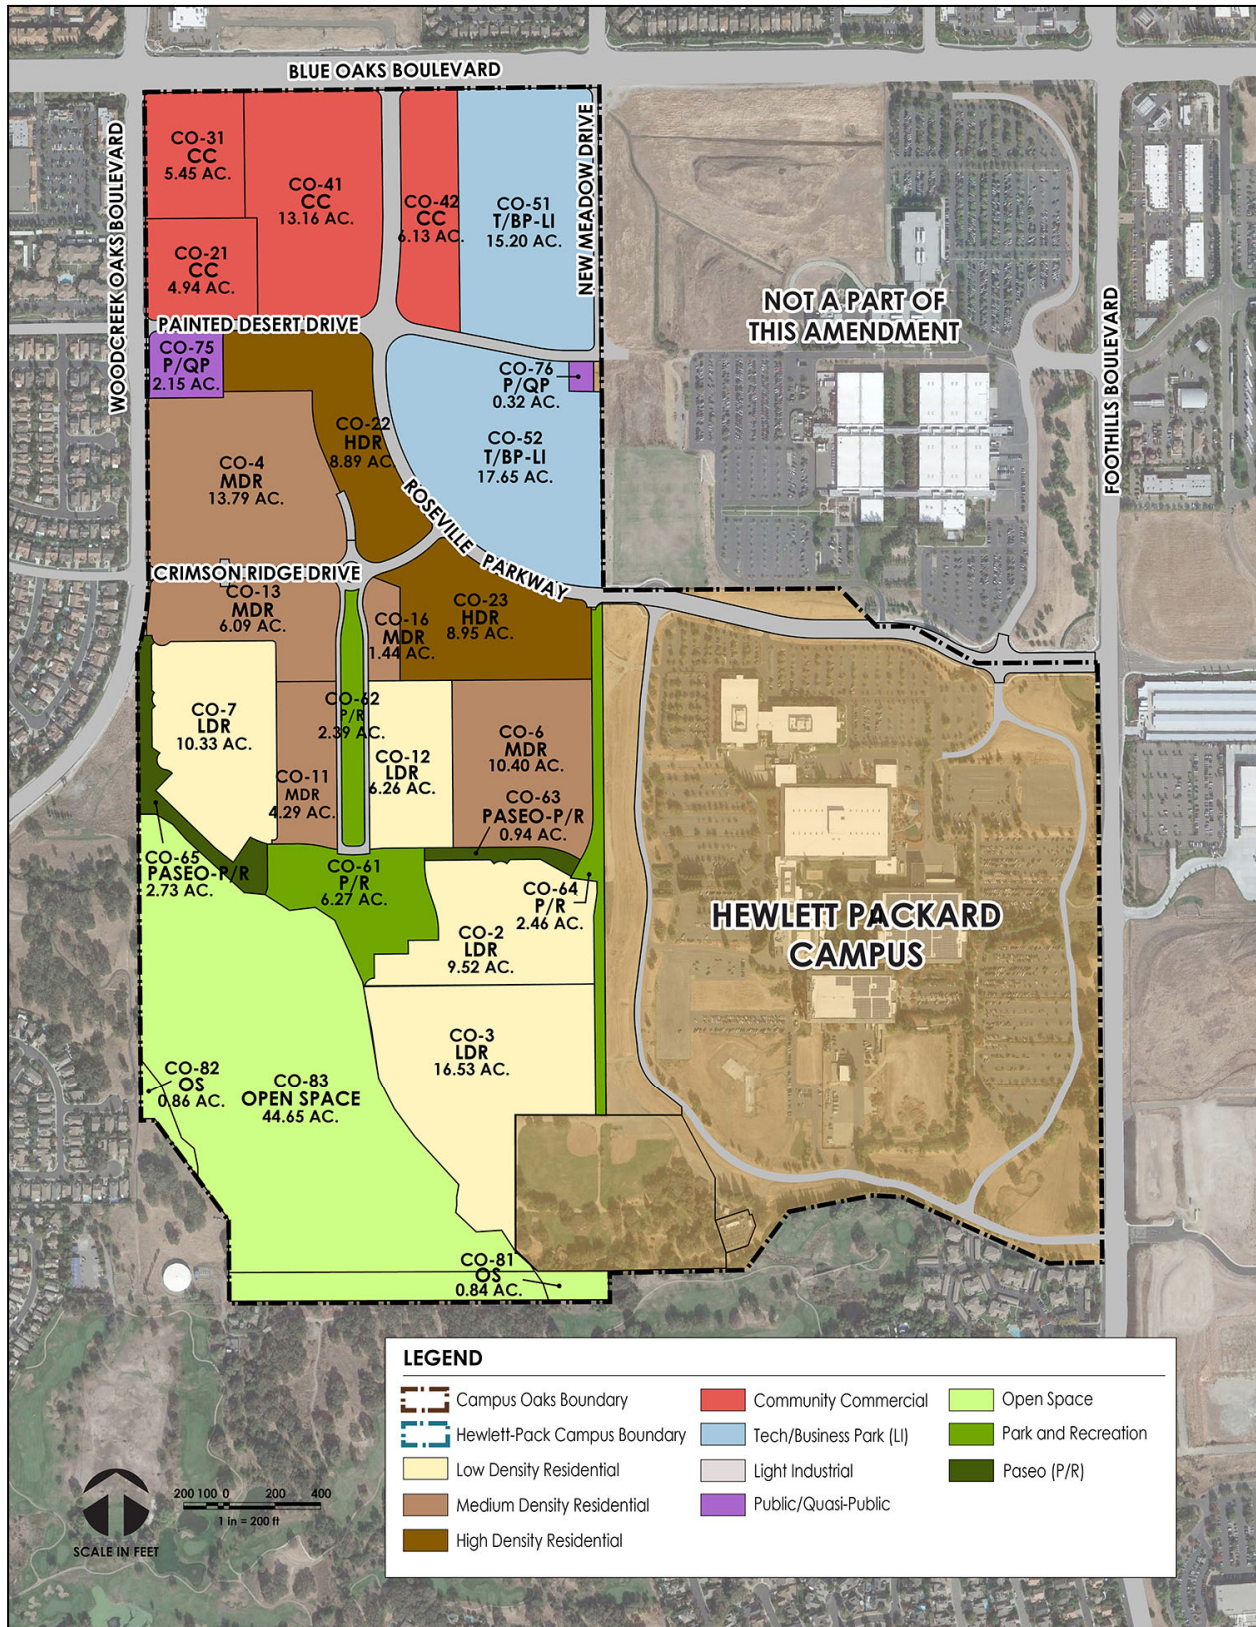 BLUE OAKS BOULEVARD
WOODCREEK OAKS BOULEVARD
NEW MEADOW DRIVE
FOOTHILLS BOULEVARD
CO-31
CC
5.45 AC.
CO-41
CC
13.16 AC.
CO-42
CC
6.13 AC.
CO-51
T/BP-LI
15.20 AC.
CO-21
CC
4.94 AC.
NOT A PART OF
THIS AMENDMENT
PAINTED DESERT DRIVE
CO-75
P/QP
2.15 AC.
CO-76
P/QP
0.32 AC.
CO-22
HDR
8.89 AC.
CO-52
T/BP-LI
17.65 AC.
CO-4
MDR
13.79 AC.
ROSEVILLE PARKWAY
CRIMSON RIDGE DRIVE
CO-13
MDR
6.09 AC.
CO-16
MDR
1.44 AC.
CO-23
HDR
8.95 AC.
CO-62
P/R
2.39 AC.
CO-7
LDR
10.33 AC.
CO-6
MDR
10.40 AC.
CO-12
LDR
6.26 AC.
CO-11
MDR
4.29 AC.
CO-63
PASEO-P/R
0.94 AC.
CO-65
PASEO-P/R
2.73 AC.
CO-61
P/R
6.27 AC.
CO-64
P/R
2.46 AC.
CO-2
LDR
9.52 AC.
HEWLETT PACKARD
CAMPUS
CO-3
LDR
16.53 AC.
CO-82
OS
0.86 AC.
CO-83
OPEN SPACE
44.65 AC.
CO-81
OS
0.84 AC.
LEGEND
Campus Oaks Boundary
Hewlett-Pack Campus Boundary
Low Density Residential
Medium Density Residential
High Density Residential
Community Commercial
Tech/Business Park (LI)
Light Industrial
Public/Quasi-Public
Open Space
Park and Recreation
Paseo (P/R)
200 100 0 200 400
1 in = 200 ft
SCALE IN FEET